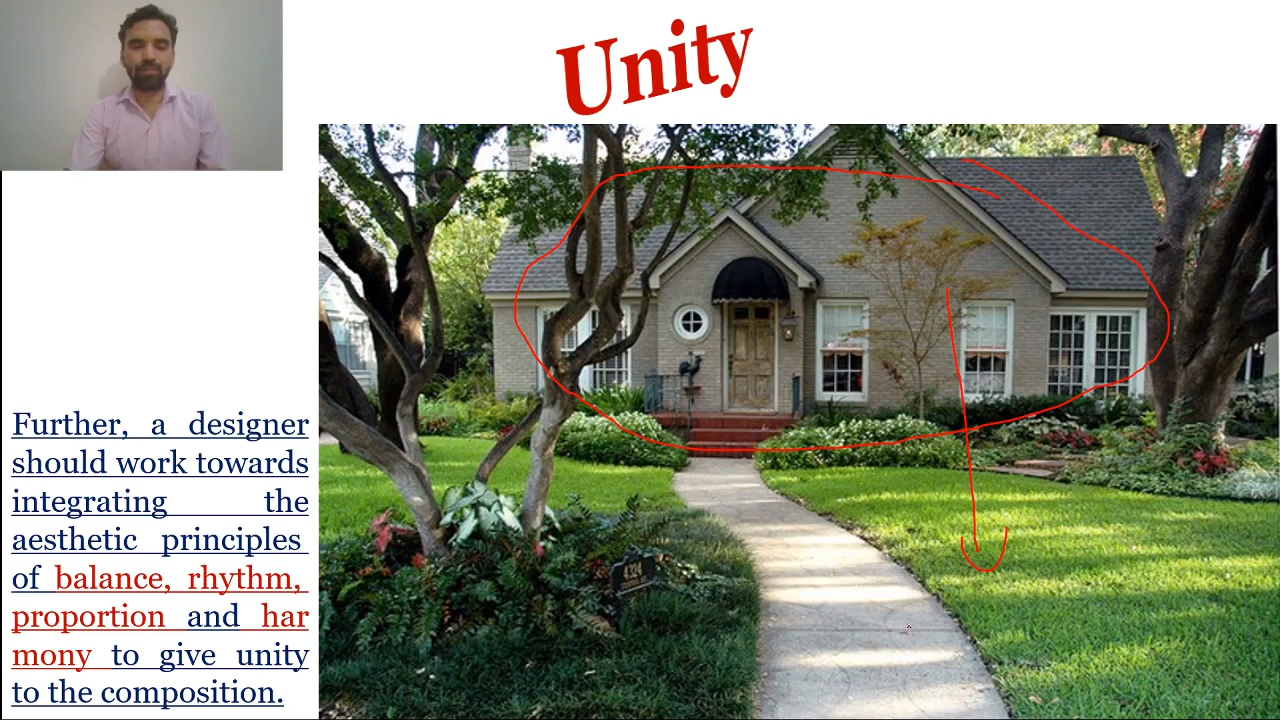 Unity
Further, a designer
should work towards
integrating the
aesthetic principles
of balance, rhythm,
proportion and har
mony to give unity
to the composition.
4324